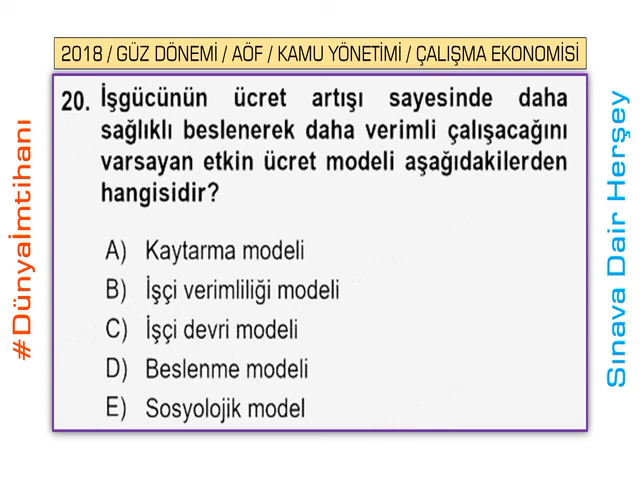 2018 / GÜZ DÖNEMİ / AÖF / KAMU YÖNETİMİ / ÇALIŞMA EKONOMİSİ
#Dünyaİmtihanı
20. İşgücünün ücret artışı sayesinde daha
sağlıklı beslenerek daha verimli çalışacağını
varsayan etkin ücret modeli aşağıdakilerden
hangisidir?
A) Kaytarma modeli
B) İşçi verimliliği modeli
C) İşçi devri modeli
D) Beslenme modeli
E) Sosyolojik model
Sınava Dair Herşey